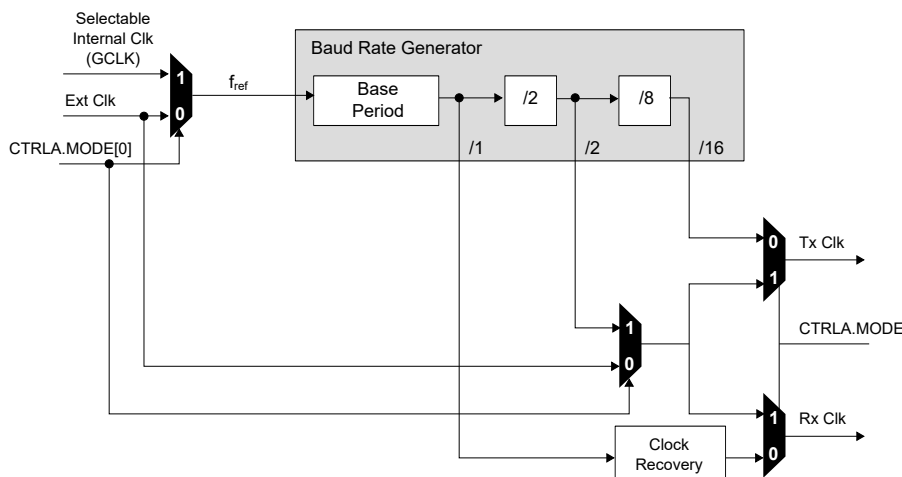 Selectable
Internal Clk
(GCLK)
Baud Rate Generator
1
f_ref
Base
Period
/2
/8
Ext Clk
0
CTRLA.MODE[0]
/1
/2
/16
0
Tx Clk
1
1
CTRLA.MODE
0
1
Rx Clk
Clock
Recovery
0